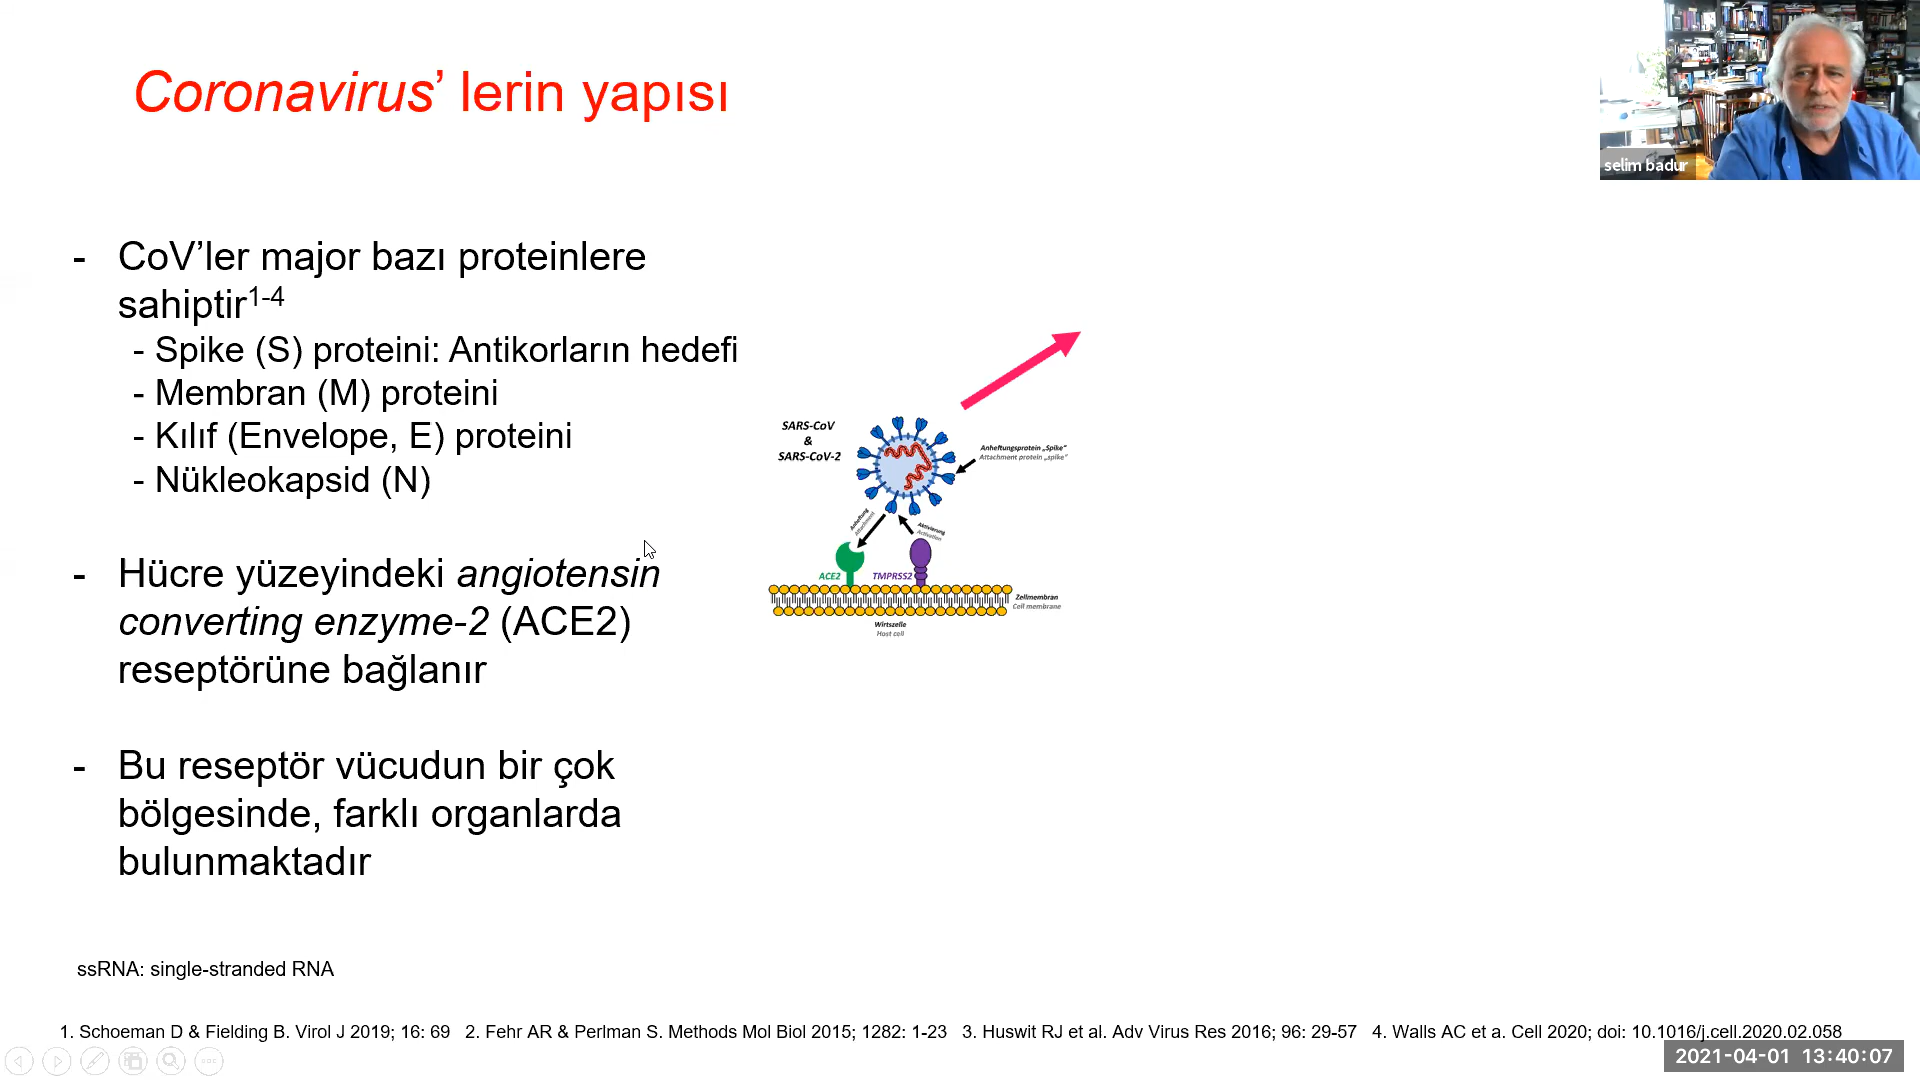 Coronavirus’ lerin yapısı
selim badur
- CoV’ler major bazı proteinlere
sahiptir1-4
- Spike (S) proteini: Antikorların hedefi
- Membran (M) proteini
- Kılıf (Envelope, E) proteini
- Nükleokapsid (N)
- Hücre yüzeyindeki angiotensin
converting enzyme-2 (ACE2)
reseptörüne bağlanır
- Bu reseptör vücudun bir çok
bölgesinde, farklı organlarda
bulunmaktadır
SARS-CoV
&
SARS-CoV-2
Anheftungsprotein „Spike“
Attachment protein „spike“
Anheftung
Attachment
Aktivierung
Activation
ACE2
TMPRSS2
Zellmembran
Cell membrane
Wirtszelle
Host cell
ssRNA: single-stranded RNA
1. Schoeman D & Fielding B. Virol J 2019; 16: 69 2. Fehr AR & Perlman S. Methods Mol Biol 2015; 1282: 1-23 3. Huswit RJ et al. Adv Virus Res 2016; 96: 29-57 4. Walls AC et a. Cell 2020; doi: 10.1016/j.cell.2020.02.058
2021-04-01 13:40:07